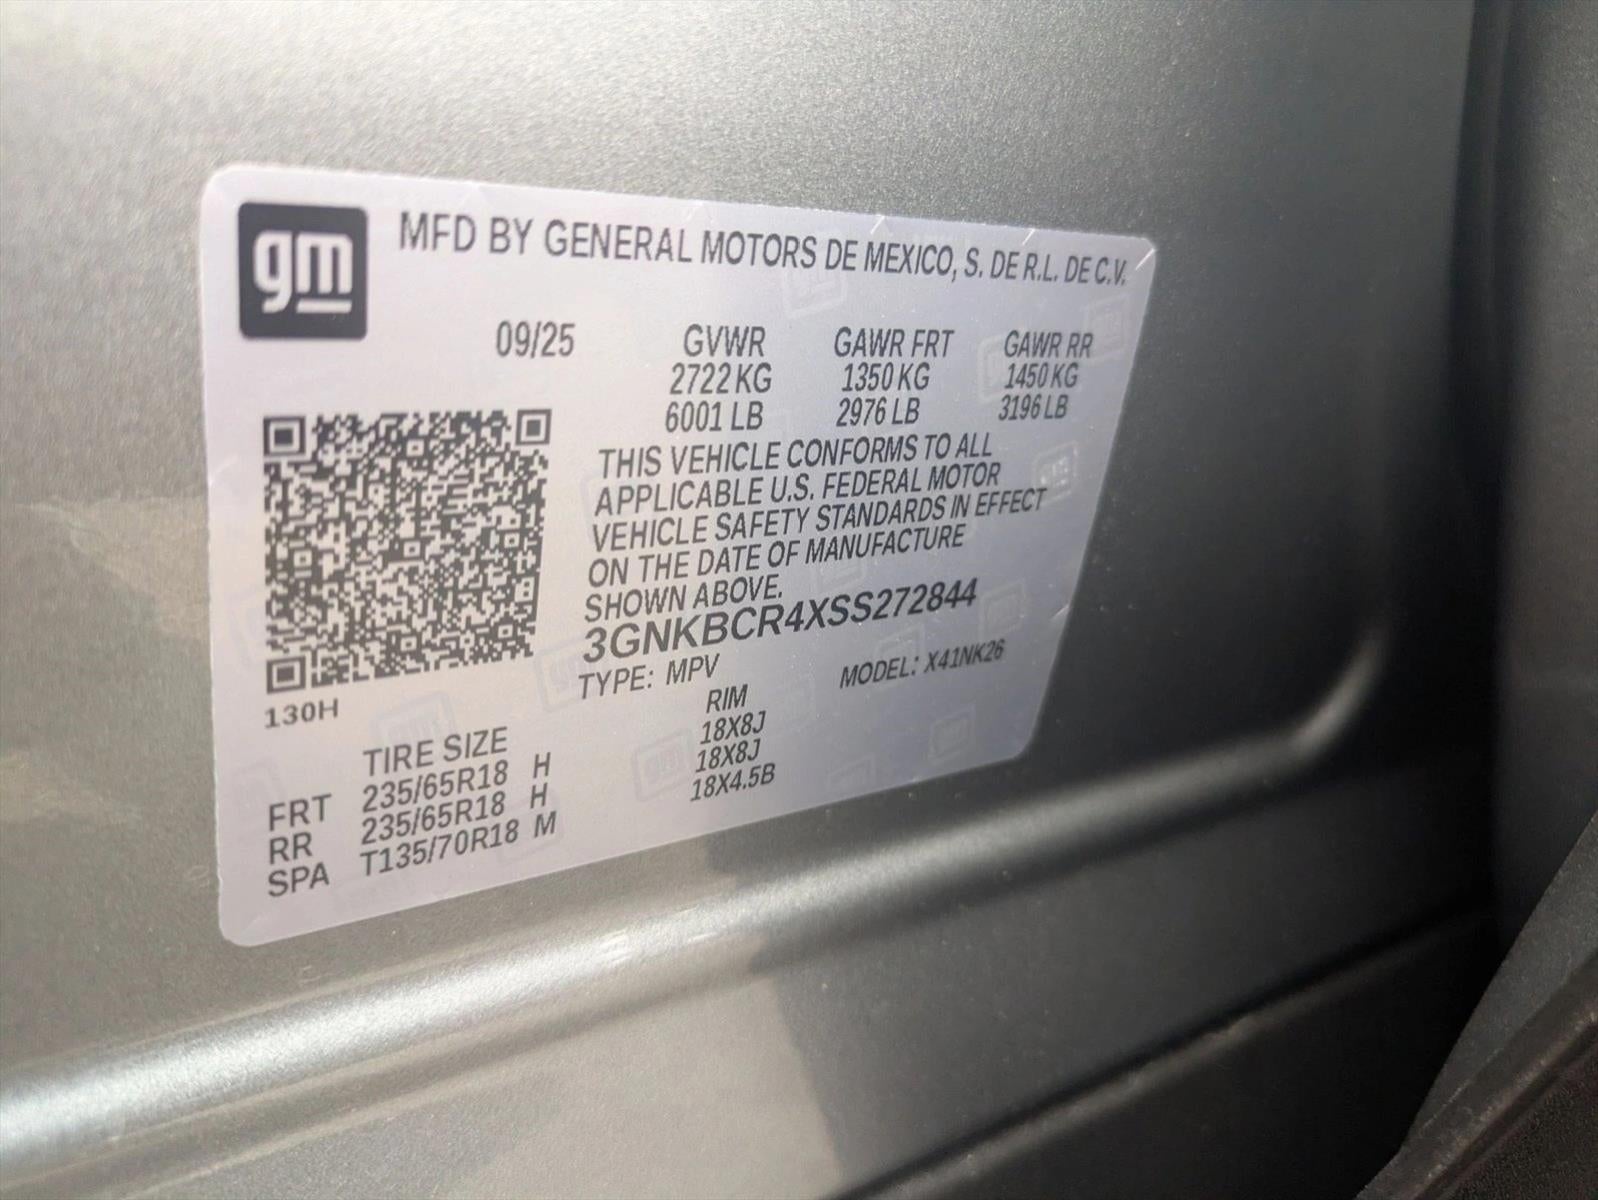 gm
MFD BY GENERAL MOTORS DE MEXICO, S. DE R.L. DE C.V.
09/25 GVWR GAWR FRT GAWR RR
2722 KG 1350 KG 1450 KG
6001 LB 2976 LB 3196 LB
THIS VEHICLE CONFORMS TO ALL
APPLICABLE U.S. FEDERAL MOTOR
VEHICLE SAFETY STANDARDS IN EFFECT
ON THE DATE OF MANUFACTURE
SHOWN ABOVE.
3GNKBCR4XSS272844
TYPE: MPV MODEL: X41NK26
130H
TIRE SIZE RIM
FRT 235/65R18 H 18X8J
RR 235/65R18 H 18X8J
SPA T135/70R18 M 18X4.5B